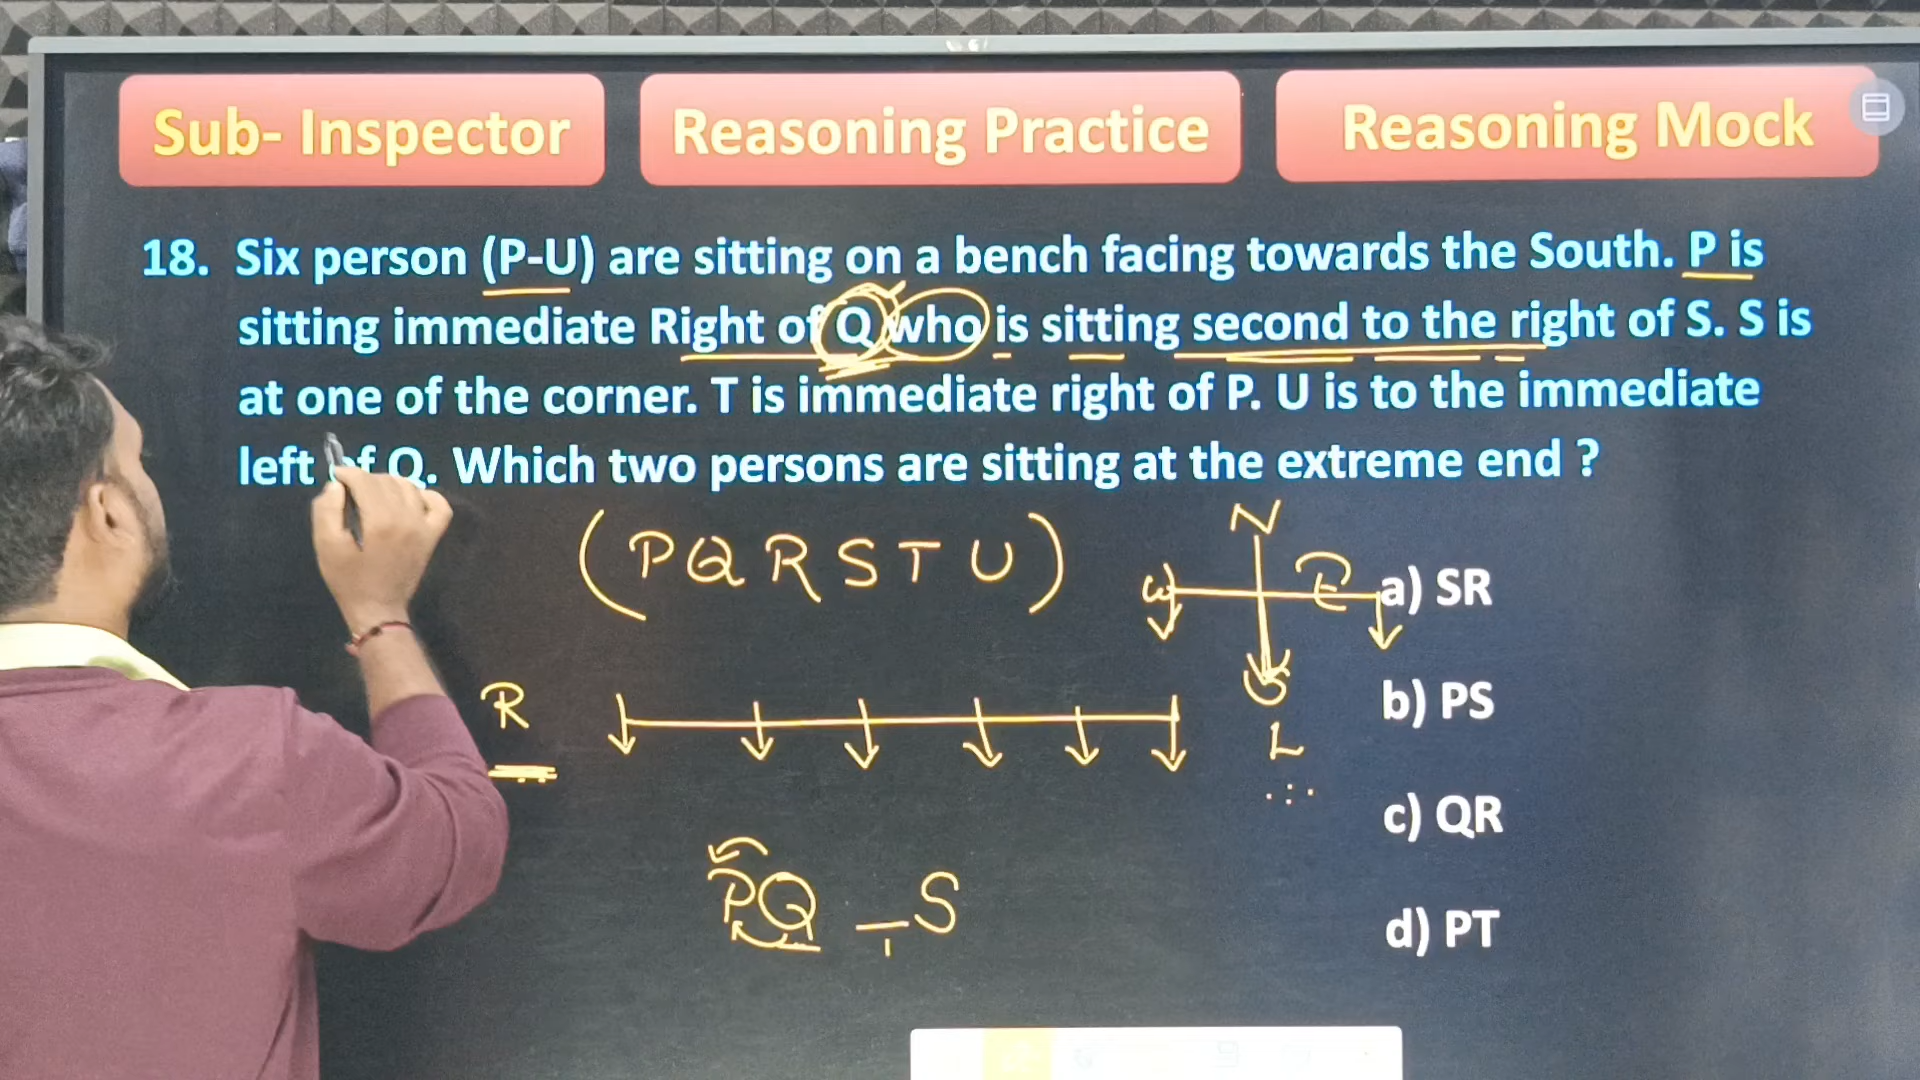 Sub- Inspector
Reasoning Practice
Reasoning Mock
18. Six person (P-U) are sitting on a bench facing towards the South. P is
sitting immediate Right of Q who is sitting second to the right of S. S is
at one of the corner. T is immediate right of P. U is to the immediate
left of Q. Which two persons are sitting at the extreme end ?
(PQRSTU)
N
W E
S
R
L
PQ _ S
a) SR
b) PS
c) QR
d) PT